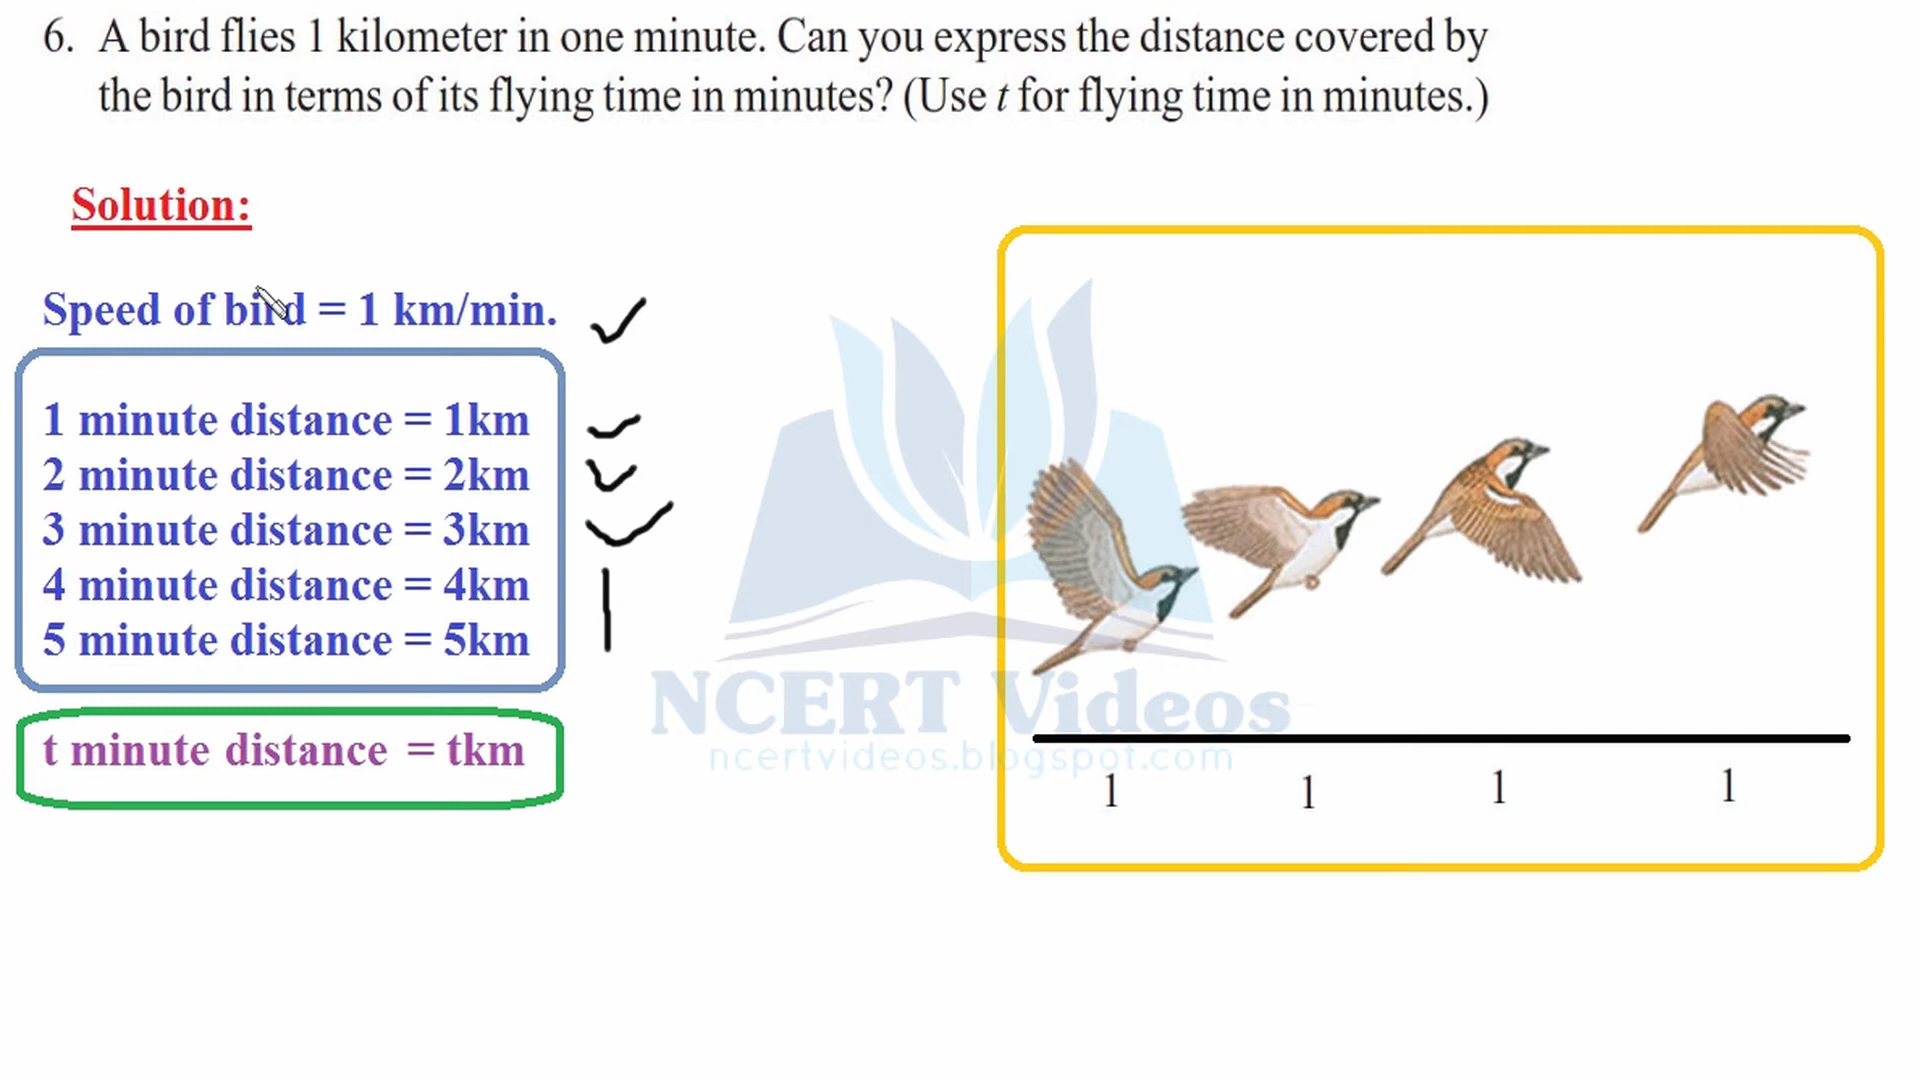 6. A bird flies 1 kilometer in one minute. Can you express the distance covered by
the bird in terms of its flying time in minutes? (Use t for flying time in minutes.)
Solution:
Speed of bird = 1 km/min.
1 minute distance = 1km
2 minute distance = 2km
3 minute distance = 3km
4 minute distance = 4km
5 minute distance = 5km
t minute distance = tkm
NCERT Videos
ncertvideos.blogspot.com
1 1 1 1